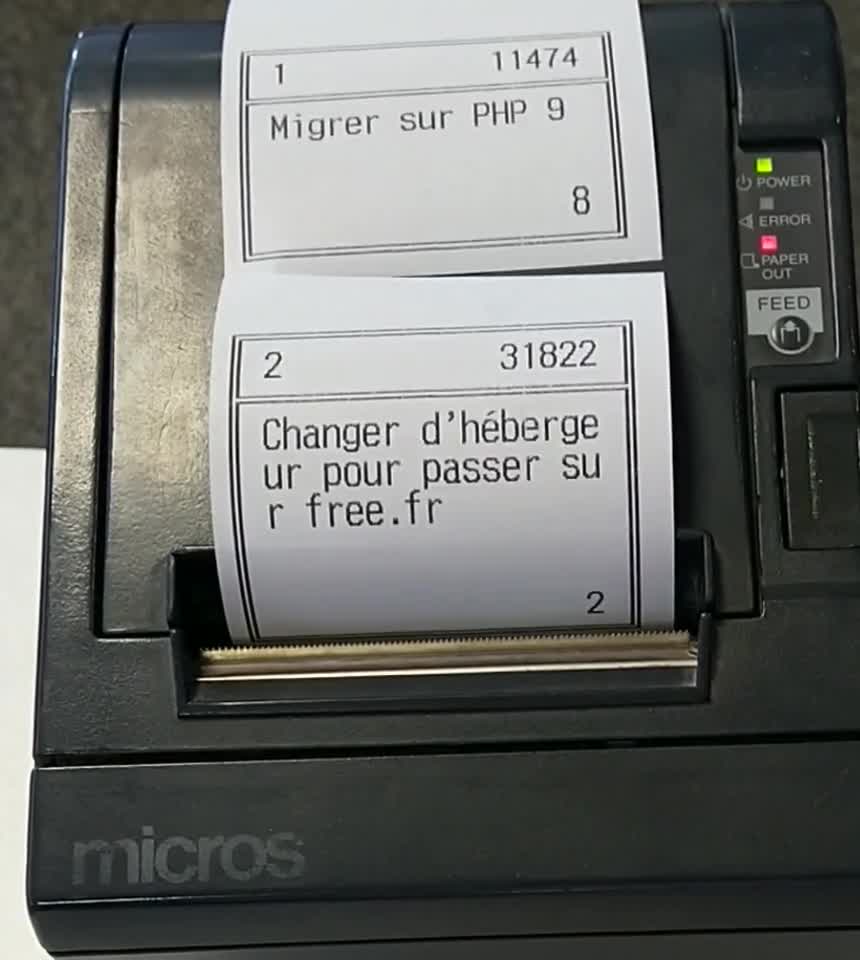 1 11474
Migrer sur PHP 9
8
2 31822
Changer d'héberge
ur pour passer su
r free.fr
2
POWER
ERROR
PAPER
OUT
FEED
micros